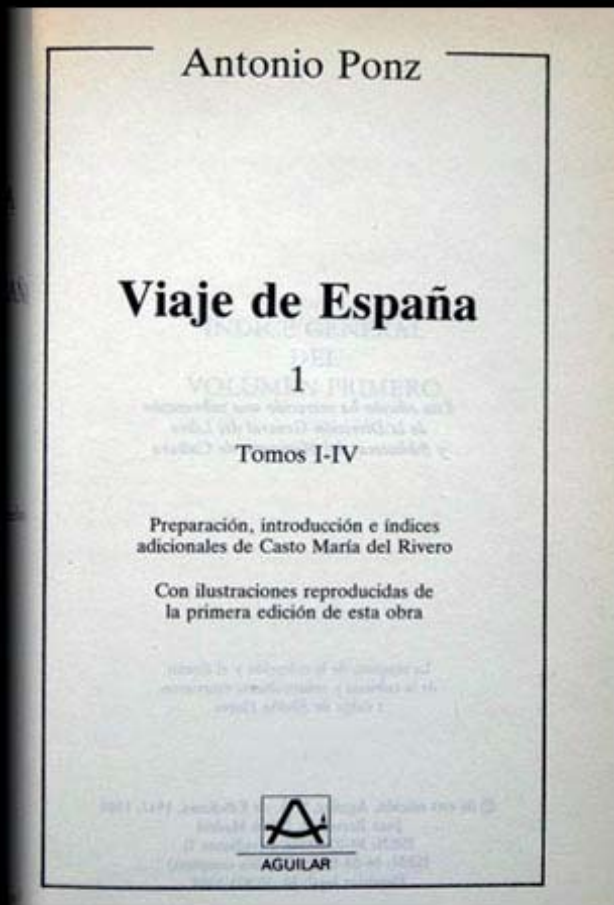 Antonio Ponz
Viaje de España
1
Tomos I-IV
Preparación, introducción e índices
adicionales de Casto María del Rivero
Con ilustraciones reproducidas de
la primera edición de esta obra
AGUILAR